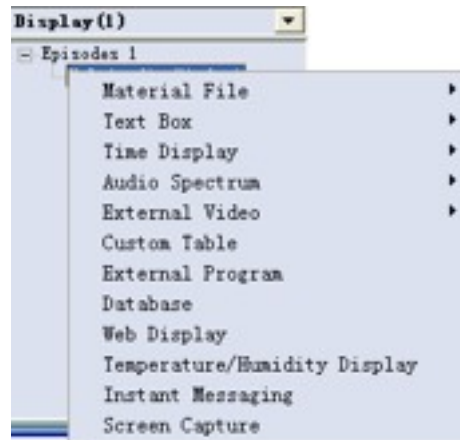 Display(1)
Episodes 1
Material File
Text Box
Time Display
Audio Spectrum
External Video
Custom Table
External Program
Database
Web Display
Temperature/Humidity Display
Instant Messaging
Screen Capture